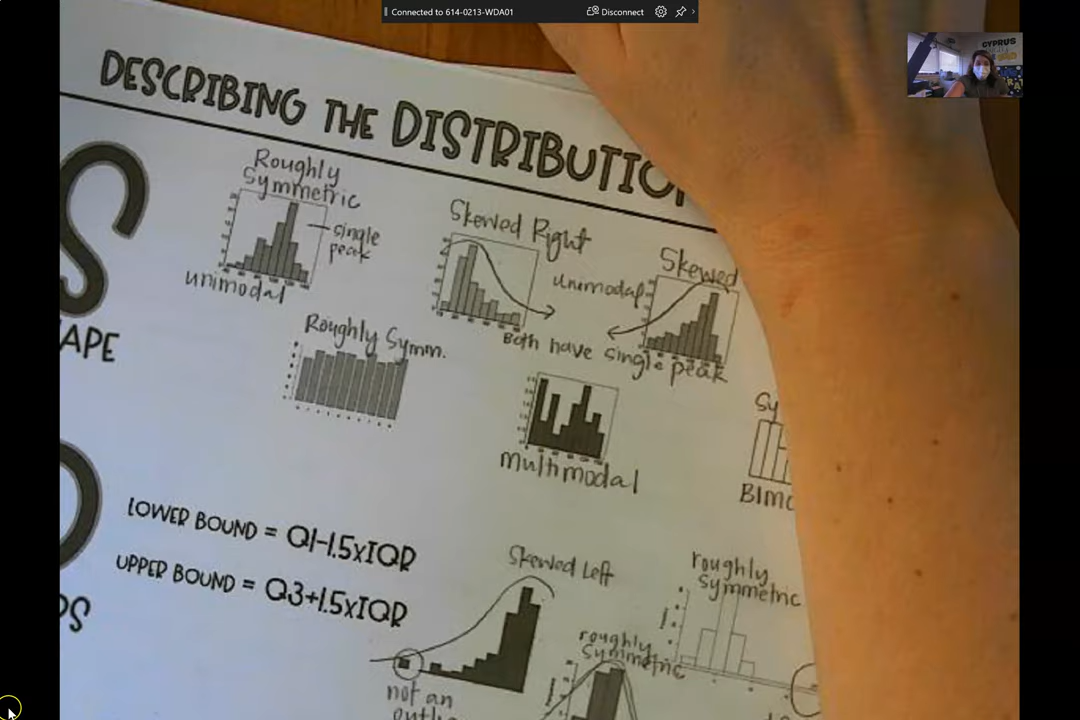 Connected to 614-0213-WDA01
Disconnect
CYPRUS
DESCRIBING THE DISTRIBUTIO
S
APE
Roughly
Symmetric
single
peak
unimodal
Skewed Right
Skewed
Unimodal
Both have single peak
Roughly Symm.
multimodal
Sy
BIMO
LOWER BOUND = Q1-1.5xIQR
UPPER BOUND = Q3+1.5xIQR
Skewed Left
not an
roughly
symmetric
roughly
symmetric